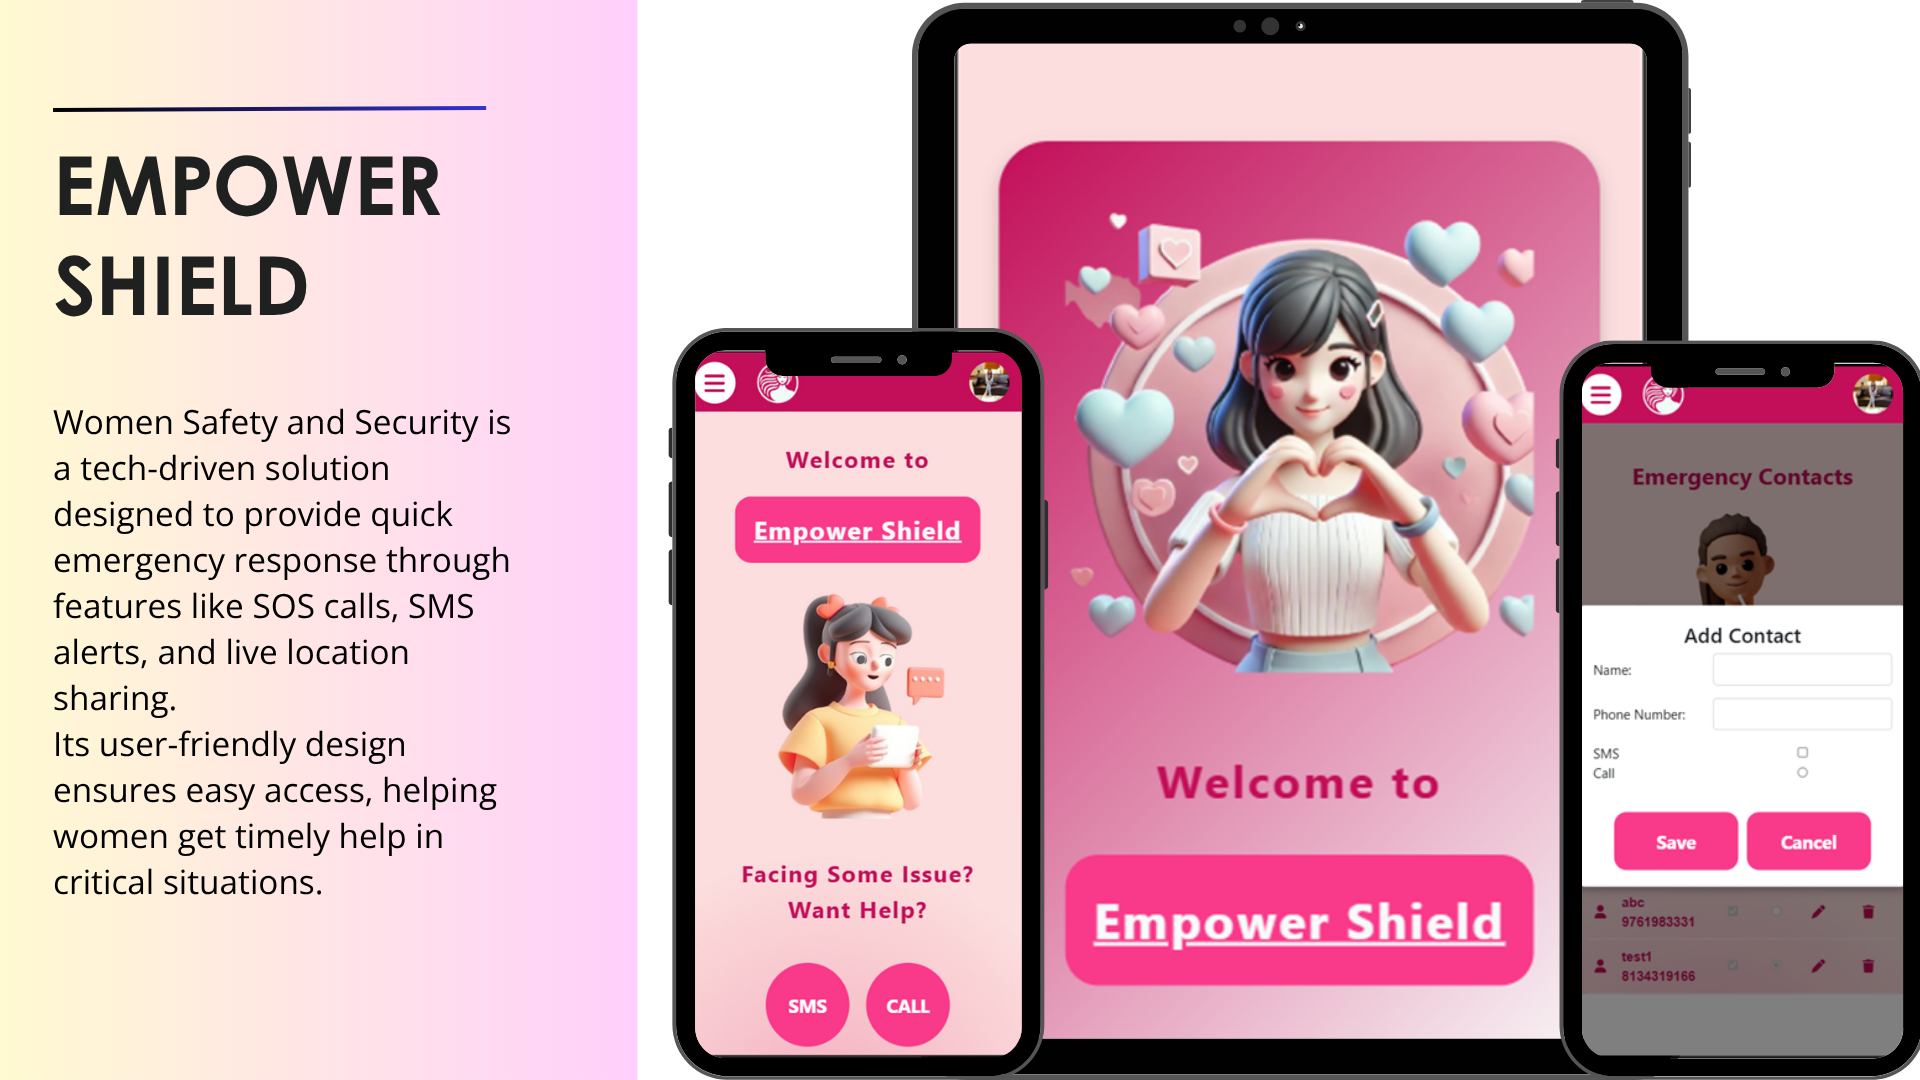 EMPOWER
SHIELD
Women Safety and Security is
a tech-driven solution
designed to provide quick
emergency response through
features like SOS calls, SMS
alerts, and live location
sharing.
Its user-friendly design
ensures easy access, helping
women get timely help in
critical situations.
Welcome to
Empower Shield
Facing Some Issue?
Want Help?
SMS CALL
Welcome to
Empower Shield
Emergency Contacts
Add Contact
Name:
Phone Number:
SMS
Call
Save Cancel
abc
9761983331
test1
8134319166